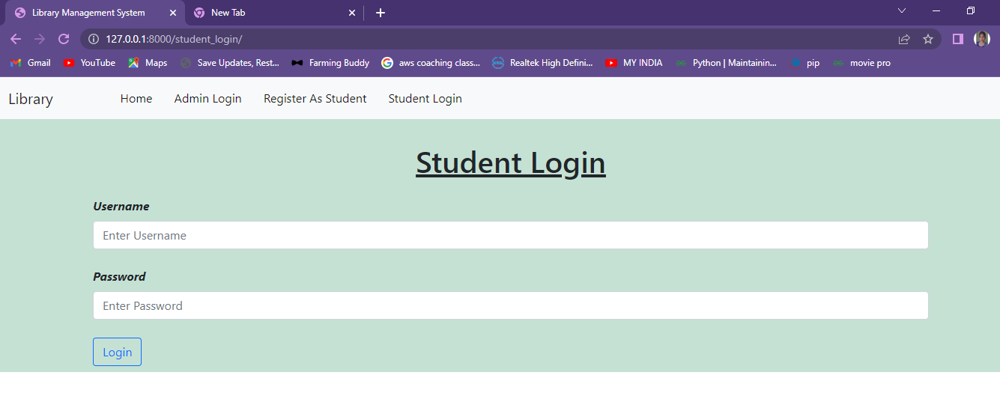 Library Management System New Tab
127.0.0.1:8000/student_login/
Gmail YouTube Maps Save Updates, Rest... Farming Buddy aws coaching class... Realtek High Defini... MY INDIA Python | Maintainin... pip movie pro
Library Home Admin Login Register As Student Student Login
Student Login
Username
Enter Username
Password
Enter Password
Login